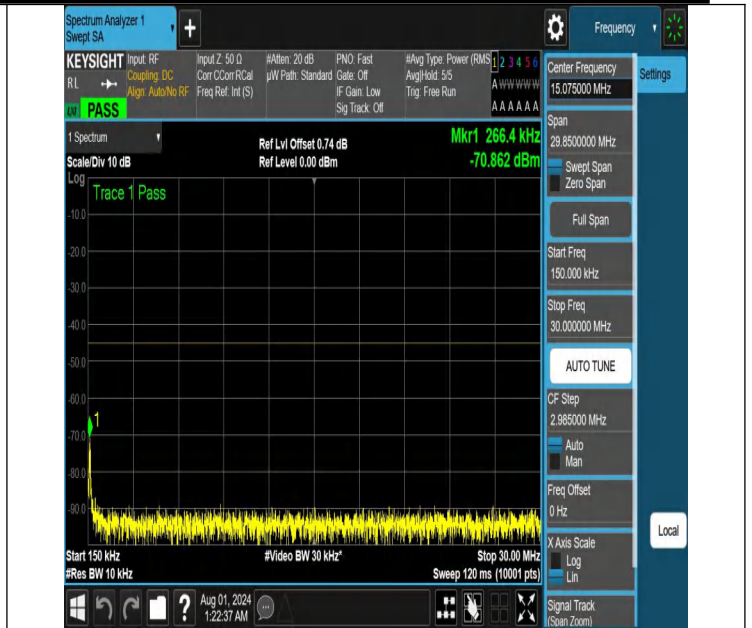 Spectrum Analyzer 1
Swept SA
+
Frequency
KEYSIGHT
RL
LXI
PASS
Input: RF
Coupling: DC
Align: Auto/No RF
Input Z: 50 Ω
Corr CCorr RCal
Freq Ref: Int (S)
#Atten: 20 dB
µW Path: Standard
PNO: Fast
Gate: Off
IF Gain: Low
Sig Track: Off
#Avg Type: Power (RMS
Avg|Hold: 5/5
Trig: Free Run
1 2 3 4 5 6
A W W W W W
A A A A A A
Center Frequency
15.075000 MHz
Settings
1 Spectrum
Scale/Div 10 dB
Ref Lvl Offset 0.74 dB
Ref Level 0.00 dBm
Mkr1 266.4 kHz
-70.862 dBm
Log
Trace 1 Pass
-10.0
-20.0
-30.0
-40.0
-50.0
-60.0
-70.0
-80.0
-90.0
1
Start 150 kHz
#Res BW 10 kHz
#Video BW 30 kHz*
Stop 30.00 MHz
Sweep 120 ms (10001 pts)
Span
29.8500000 MHz
Swept Span
Zero Span
Full Span
Start Freq
150.000 kHz
Stop Freq
30.000000 MHz
AUTO TUNE
CF Step
2.985000 MHz
Auto
Man
Freq Offset
0 Hz
X Axis Scale
Log
Lin
Local
Signal Track
(Span Zoom)
?
Aug 01, 2024
1:22:37 AM